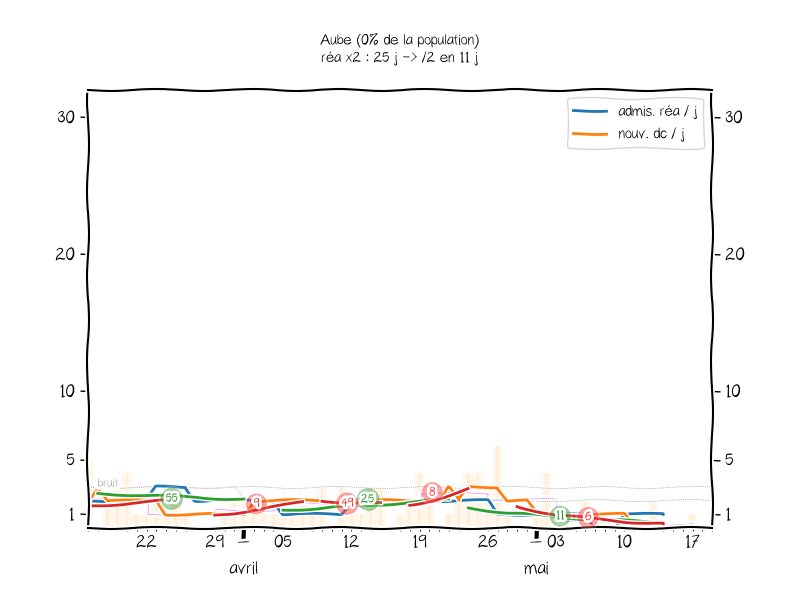 Aube (0% de la population)
réa x2 : 25 j -> /2 en 11 j
admis. réa / j
nouv. dc / j
30 30
20 20
10 10
5 5
bruit
1 1
55 9 49 25 8 11 6
22 29 05 12 19 26 03 10 17
avril mai